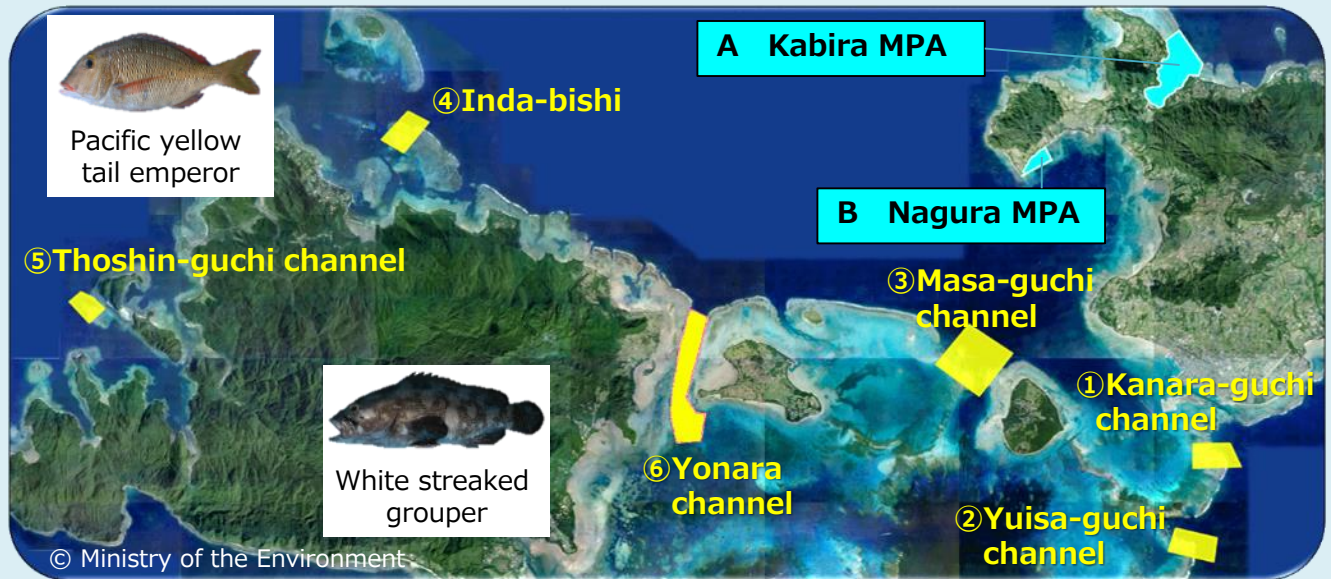 Pacific yellow
tail emperor
④Inda-bishi
A Kabira MPA
B Nagura MPA
⑤Thoshin-guchi channel
③Masa-guchi
channel
①Kanara-guchi
channel
White streaked
grouper
⑥Yonara
channel
②Yuisa-guchi
channel
© Ministry of the Environment